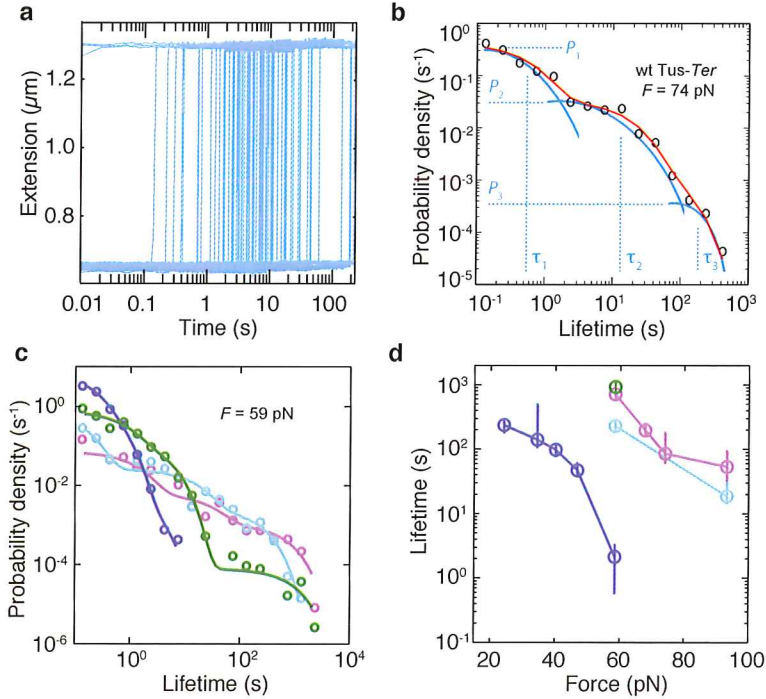 a
Extension (µm)
1.2
1.0
0.8
0.01
0.1
1
10
100
Time (s)
b
Probability density (s⁻¹)
10⁰
10⁻¹
10⁻²
10⁻³
10⁻⁴
10⁻⁵
P₁
P₂
P₃
wt Tus-Ter
F = 74 pN
τ₁
τ₂
τ₃
10⁻¹
10⁰
10¹
10²
10³
Lifetime (s)
c
Probability density (s⁻¹)
10⁰
10⁻²
10⁻⁴
10⁻⁶
F = 59 pN
10⁰
10²
10⁴
Lifetime (s)
d
Lifetime (s)
10³
10²
10¹
10⁰
10⁻¹
20
40
60
80
100
Force (pN)